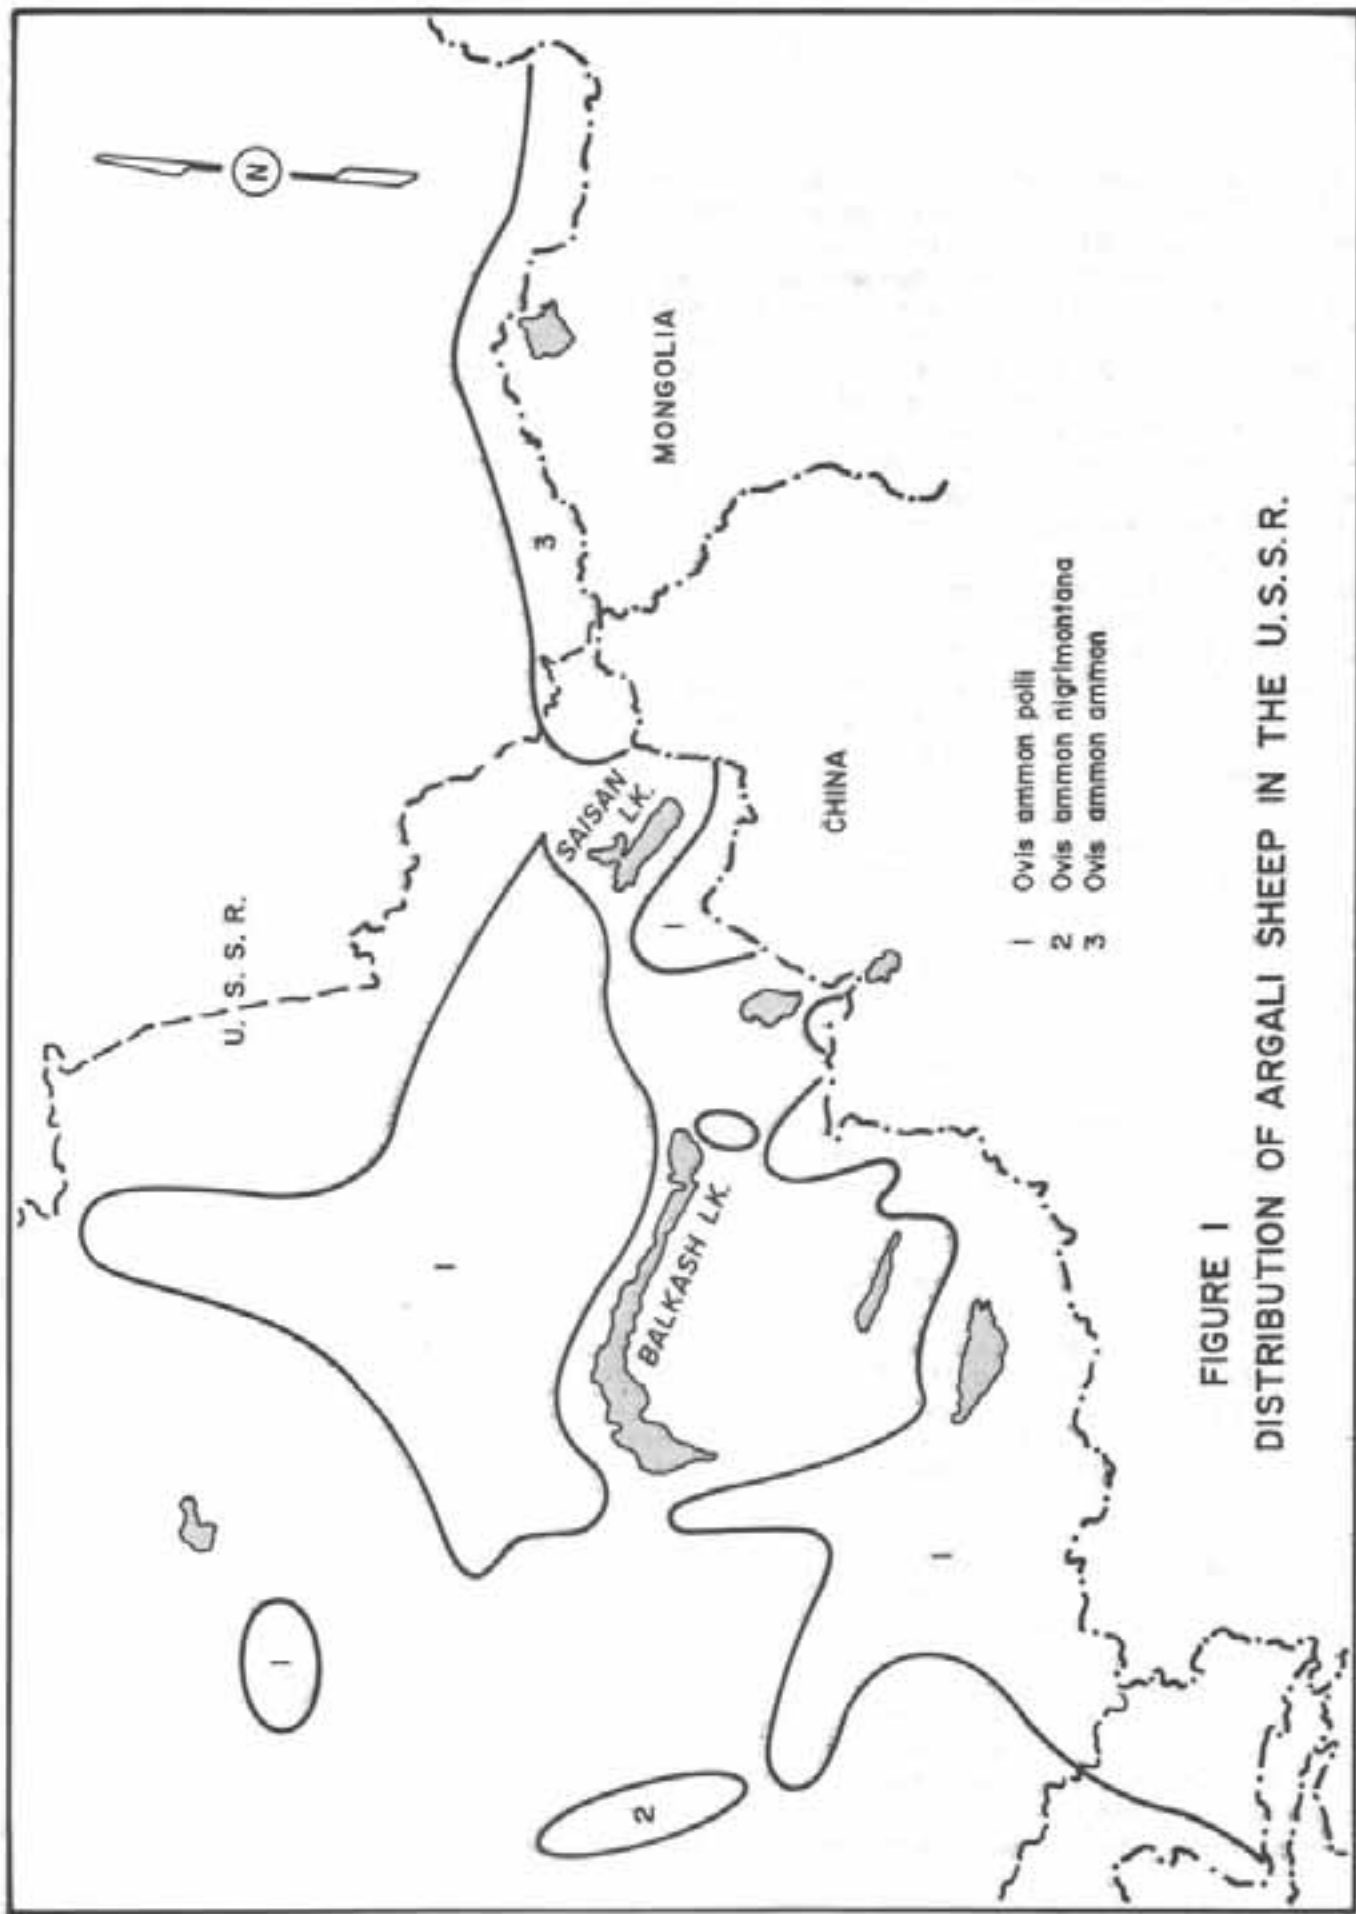 N
U. S. S. R.
SAISAN
LK.
3
MONGOLIA
1
1
BALKASH LK.
1
CHINA
1
2
1 Ovis ammon polii
2 Ovis ammon nigrimontana
3 Ovis ammon ammon
FIGURE 1
DISTRIBUTION OF ARGALI SHEEP IN THE U.S.S.R.